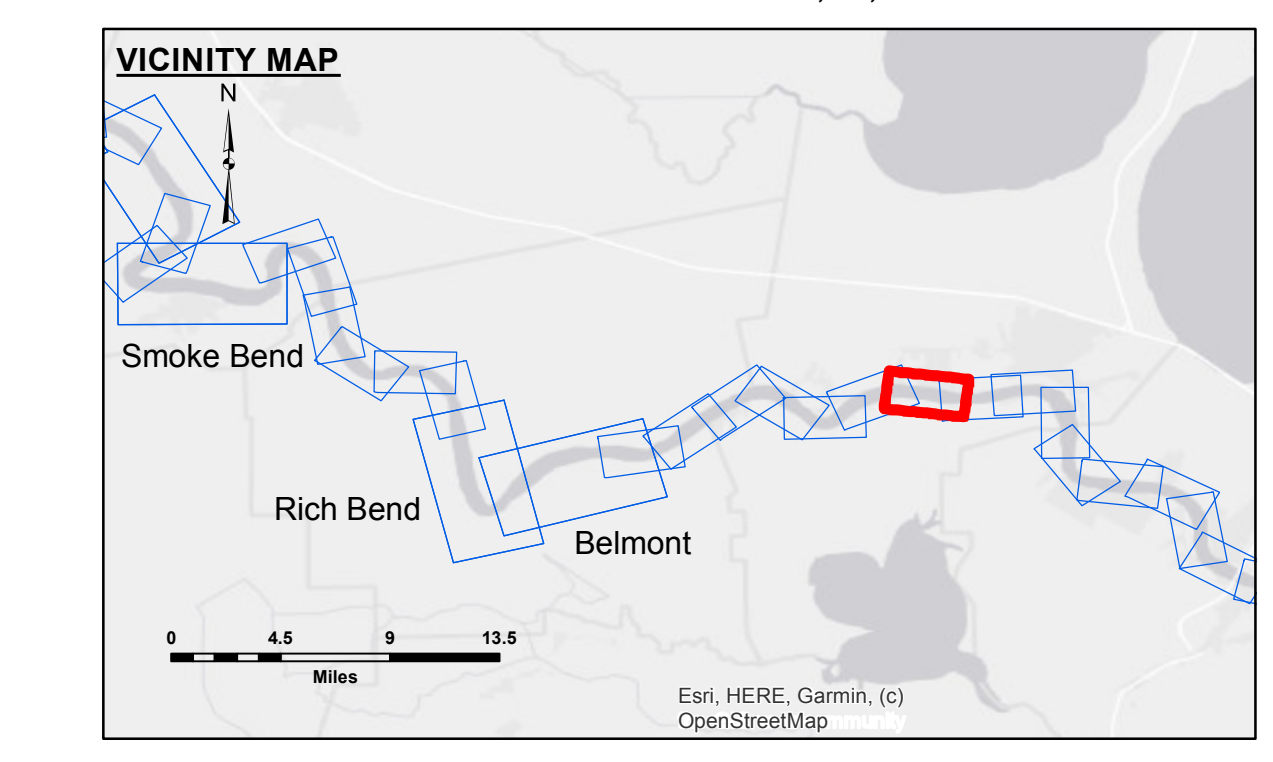 VICINITY MAP
N
Smoke Bend
Rich Bend
Belmont
0 4.5 9 13.5
Miles
Esri, HERE, Garmin, (c)
OpenStreetMap